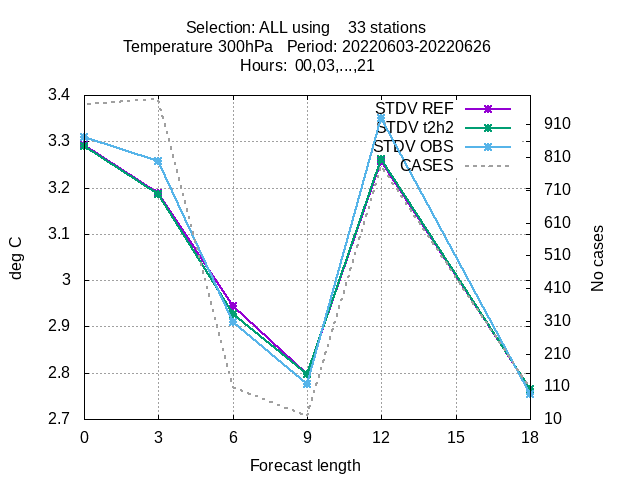 Selection: ALL using    33 stations
Temperature 300hPa   Period: 20220603-20220626
Hours:  00,03,...,21
3.4
3.3
3.2
3.1
3
2.9
2.8
2.7
deg C
STDV REF
STDV t2h2
STDV OBS
CASES
910
810
710
610
510
410
310
210
110
10
No cases
0 3 6 9 12 15 18
Forecast length